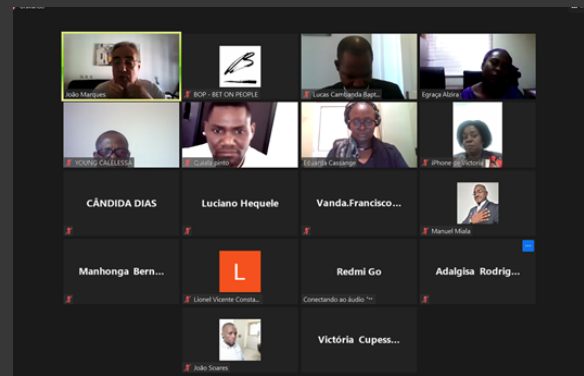 João Marques
BOP - BET ON PEOPLE
Lucas Cambanda Bapt...
Egraça Alzira
YOUNG CALELESSA
pinto
Eduarda Cassange
iPhone de Victória
CÂNDIDA DIAS
Luciano Hequele
Vanda.Francisco...
Manuel Miala
Manhonga Bern...
L
Lionel Vicente Consta...
Redmi Go
Conectando ao áudio
Adalgisa Rodrig...
João Soares
Victória Cupess...